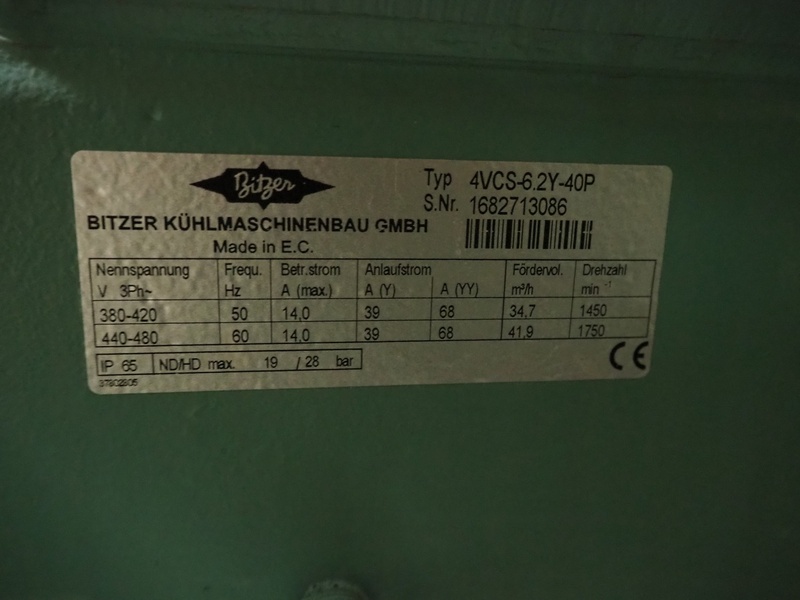 Bitzer
Typ 4VCS-6.2Y-40P
S.Nr. 1682713086
BITZER KÜHLMASCHINENBAU GMBH
Made in E.C.
Nennspannung Frequ. Betr.strom Anlaufstrom Fördervol. Drehzahl
V 3Ph~ Hz A (max.) A (Y) A (YY) m³/h min -1
380-420 50 14,0 39 68 34,7 1450
440-480 60 14,0 39 68 41,9 1750
IP 65 ND/HD max. 19 / 28 bar
CE
37802805